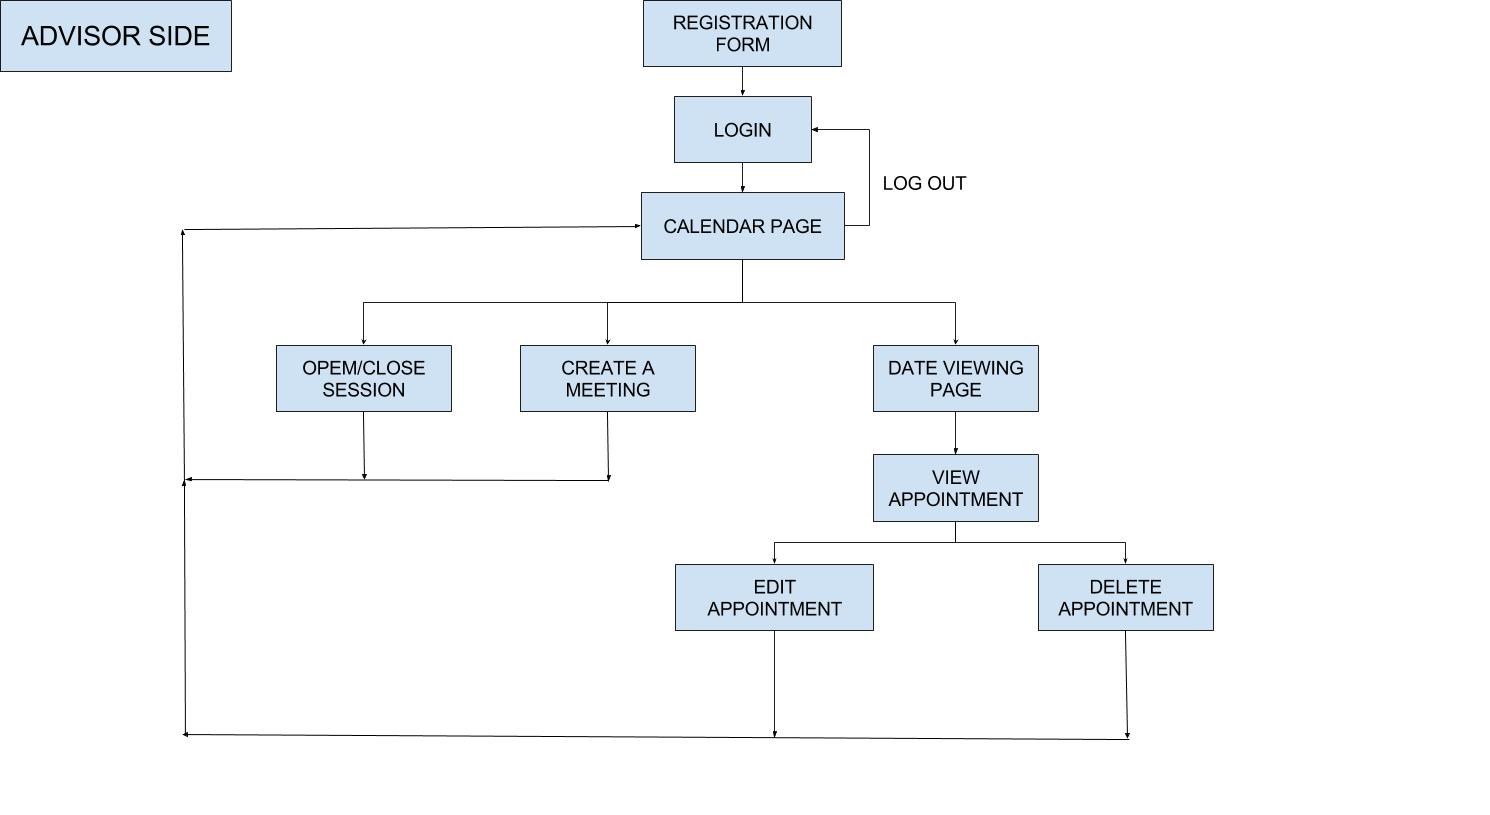 ADVISOR SIDE
REGISTRATION
FORM
LOGIN
LOG OUT
CALENDAR PAGE
OPEM/CLOSE
SESSION
CREATE A
MEETING
DATE VIEWING
PAGE
VIEW
APPOINTMENT
EDIT
APPOINTMENT
DELETE
APPOINTMENT